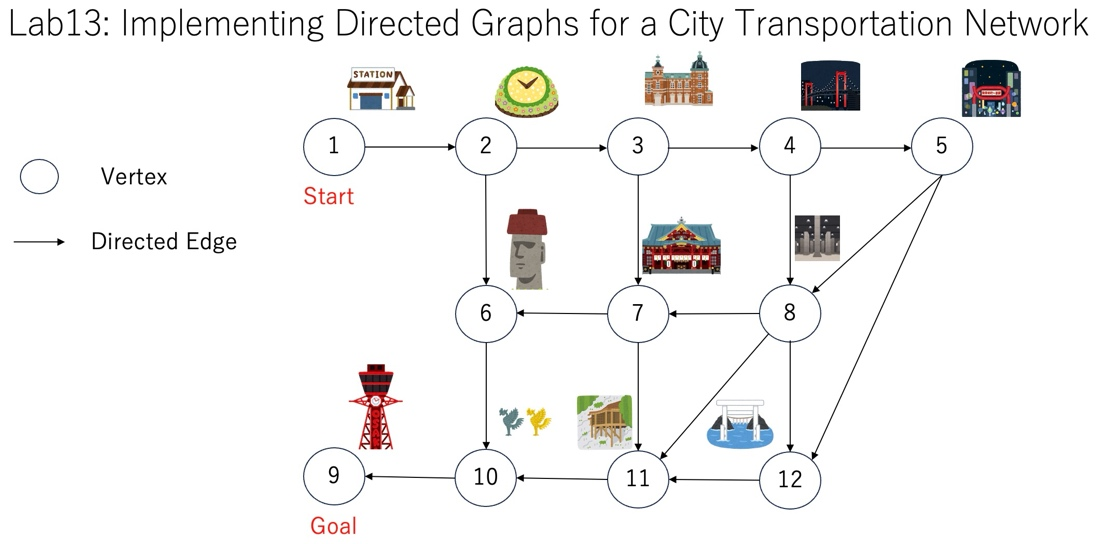 Lab13: Implementing Directed Graphs for a City Transportation Network
STATION
1
2
3
4
5
Vertex
Start
Directed Edge
6
7
8
9
10
11
12
Goal